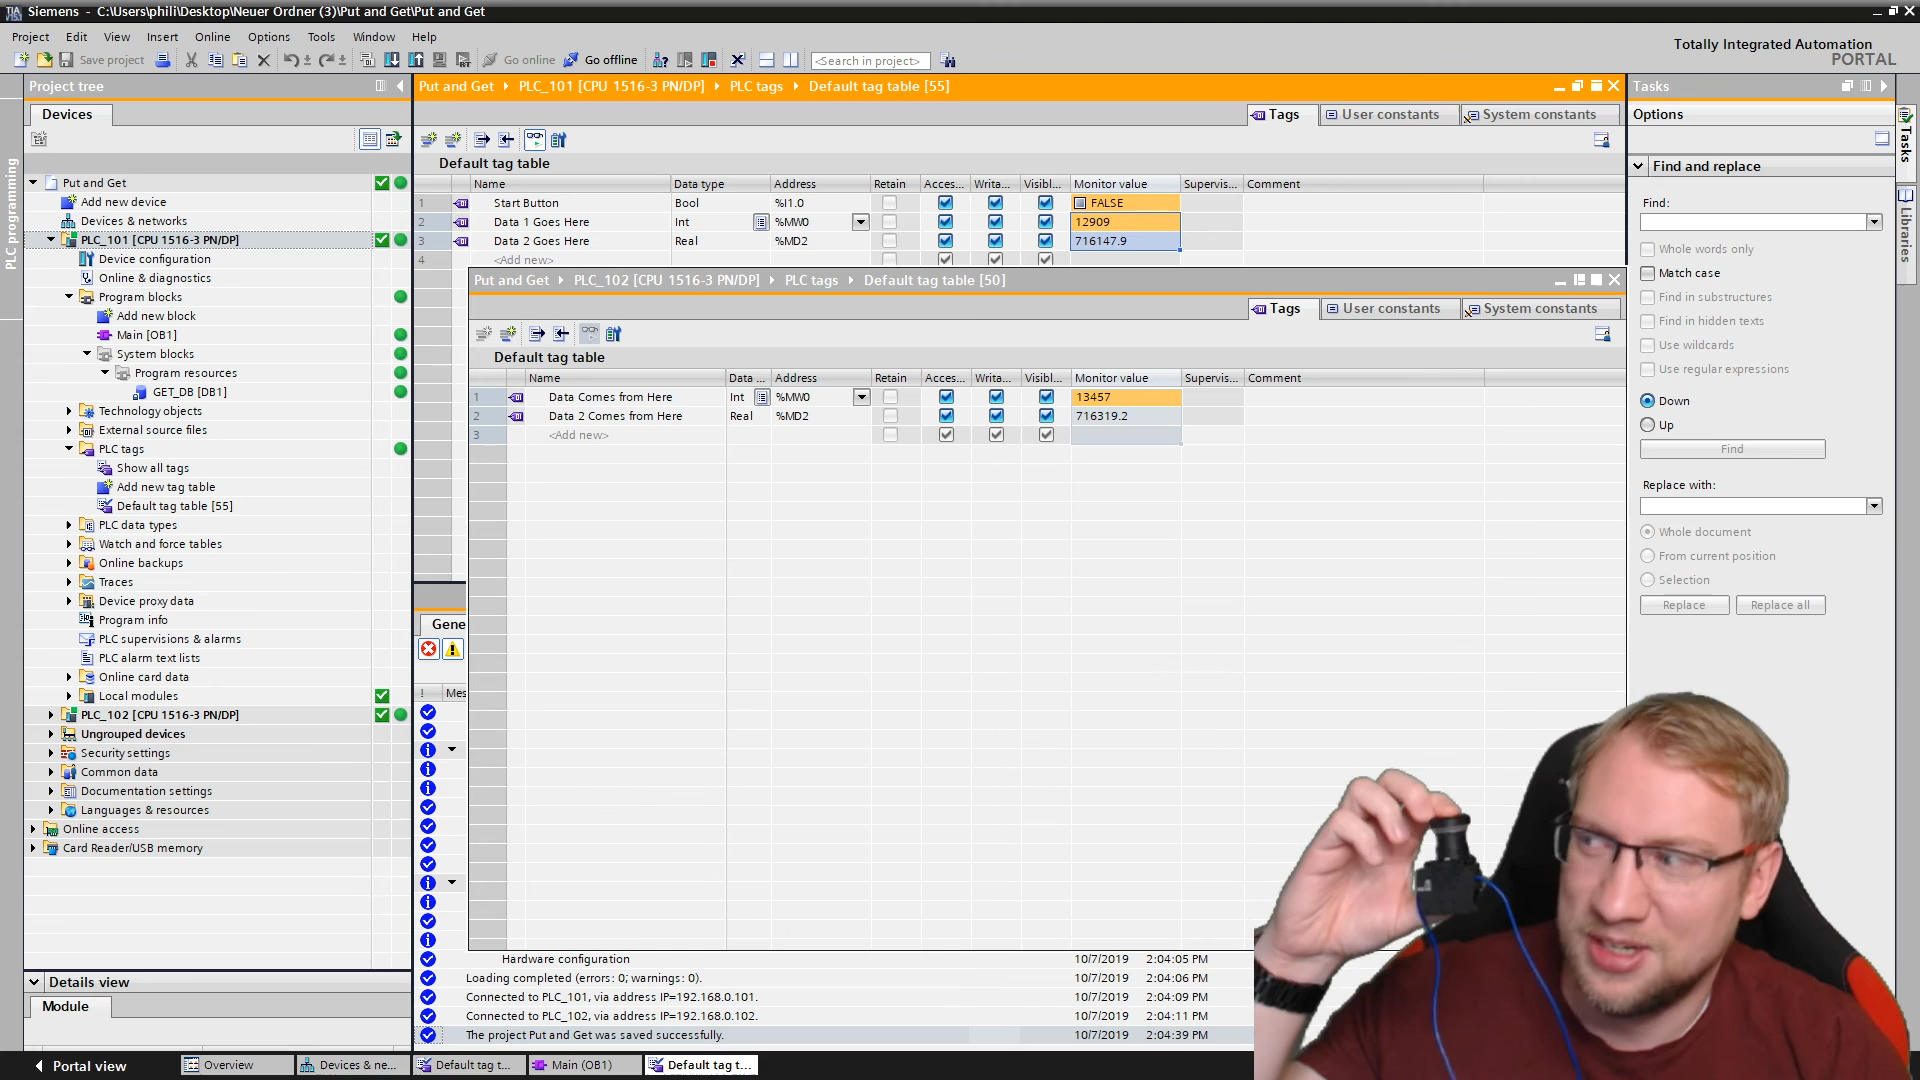 Siemens - C:\Users\phili\Desktop\Neuer Ordner (3)\Put and Get\Put and Get
Project Edit View Insert Online Options Tools Window Help
Totally Integrated Automation
PORTAL
Save project
Go online
Go offline
<Search in project>
Project tree
Devices
PLC programming
Put and Get
Add new device
Devices & networks
PLC_101 [CPU 1516-3 PN/DP]
Device configuration
Online & diagnostics
Program blocks
Add new block
Main [OB1]
System blocks
Program resources
GET_DB [DB1]
Technology objects
External source files
PLC tags
Show all tags
Add new tag table
Default tag table [55]
PLC data types
Watch and force tables
Online backups
Traces
Device proxy data
Program info
PLC supervisions & alarms
PLC alarm text lists
Online card data
Local modules
PLC_102 [CPU 1516-3 PN/DP]
Ungrouped devices
Security settings
Common data
Documentation settings
Languages & resources
Online access
Card Reader/USB memory
Details view
Module
Put and Get PLC_101 [CPU 1516-3 PN/DP] PLC tags Default tag table [55]
Tags User constants System constants
Default tag table
Name Data type Address Retain Acces... Writa... Visibl... Monitor value Supervis... Comment
1 Start Button Bool %I1.0 FALSE
2 Data 1 Goes Here Int %MW0 12909
3 Data 2 Goes Here Real %MD2 716147.9
4 <Add new>
Put and Get PLC_102 [CPU 1516-3 PN/DP] PLC tags Default tag table [50]
Tags User constants System constants
Default tag table
Name Data ... Address Retain Acces... Writa... Visibl... Monitor value Supervis... Comment
1 Data Comes from Here Int %MW0 13457
2 Data 2 Comes from Here Real %MD2 716319.2
3 <Add new>
Gene
! Mes
Hardware configuration 10/7/2019 2:04:05 PM
Loading completed (errors: 0; warnings: 0). 10/7/2019 2:04:06 PM
Connected to PLC_101, via address IP=192.168.0.101. 10/7/2019 2:04:09 PM
Connected to PLC_102, via address IP=192.168.0.102. 10/7/2019 2:04:11 PM
The project Put and Get was saved successfully. 10/7/2019 2:04:39 PM
Tasks
Options
Find and replace
Find:
Whole words only
Match case
Find in substructures
Find in hidden texts
Use wildcards
Use regular expressions
Down
Up
Find
Replace with:
Whole document
From current position
Selection
Replace Replace all
Tasks
Libraries
Portal view Overview Devices & ne... Default tag t... Main (OB1) Default tag t...